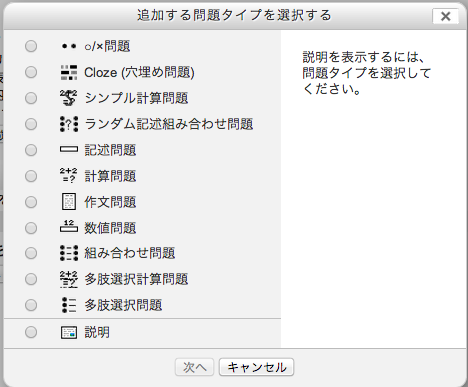 追加する問題タイプを選択する
○/×問題
Cloze (穴埋め問題)
シンプル計算問題
ランダム記述組み合わせ問題
記述問題
計算問題
作文問題
数値問題
組み合わせ問題
多肢選択計算問題
多肢選択問題
説明
説明を表示するには、
問題タイプを選択して
ください。
次へ
キャンセル